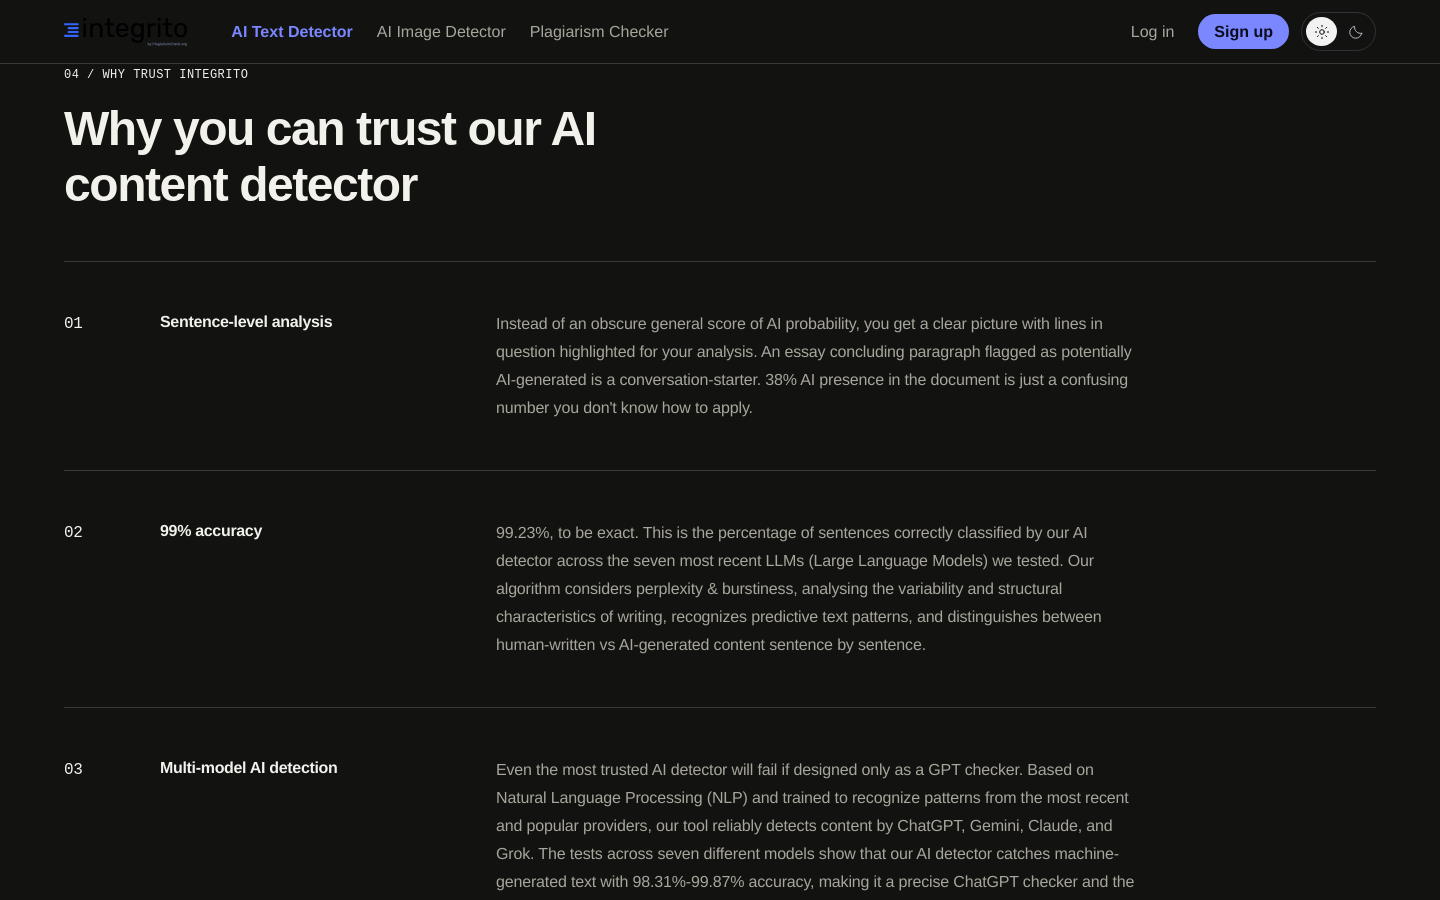 integrito
AI Text Detector
AI Image Detector
Plagiarism Checker
Log in
Sign up
04 / WHY TRUST INTEGRITO
Why you can trust our AI
content detector
01
Sentence-level analysis
Instead of an obscure general score of AI probability, you get a clear picture with lines in
question highlighted for your analysis. An essay concluding paragraph flagged as potentially
AI-generated is a conversation-starter. 38% AI presence in the document is just a confusing
number you don't know how to apply.
02
99% accuracy
99.23%, to be exact. This is the percentage of sentences correctly classified by our AI
detector across the seven most recent LLMs (Large Language Models) we tested. Our
algorithm considers perplexity & burstiness, analysing the variability and structural
characteristics of writing, recognizes predictive text patterns, and distinguishes between
human-written vs AI-generated content sentence by sentence.
03
Multi-model AI detection
Even the most trusted AI detector will fail if designed only as a GPT checker. Based on
Natural Language Processing (NLP) and trained to recognize patterns from the most recent
and popular providers, our tool reliably detects content by ChatGPT, Gemini, Claude, and
Grok. The tests across seven different models show that our AI detector catches machine-
generated text with 98.31%-99.87% accuracy, making it a precise ChatGPT checker and the